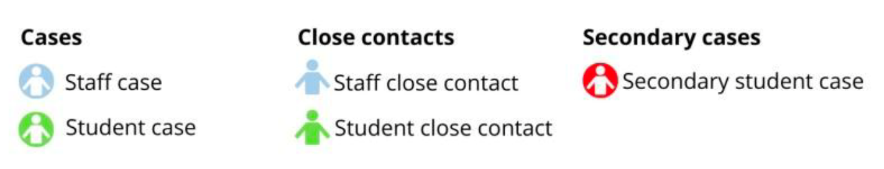 Cases
Close contacts
Secondary cases
Staff case
Staff close contact
Secondary student case
Student case
Student close contact